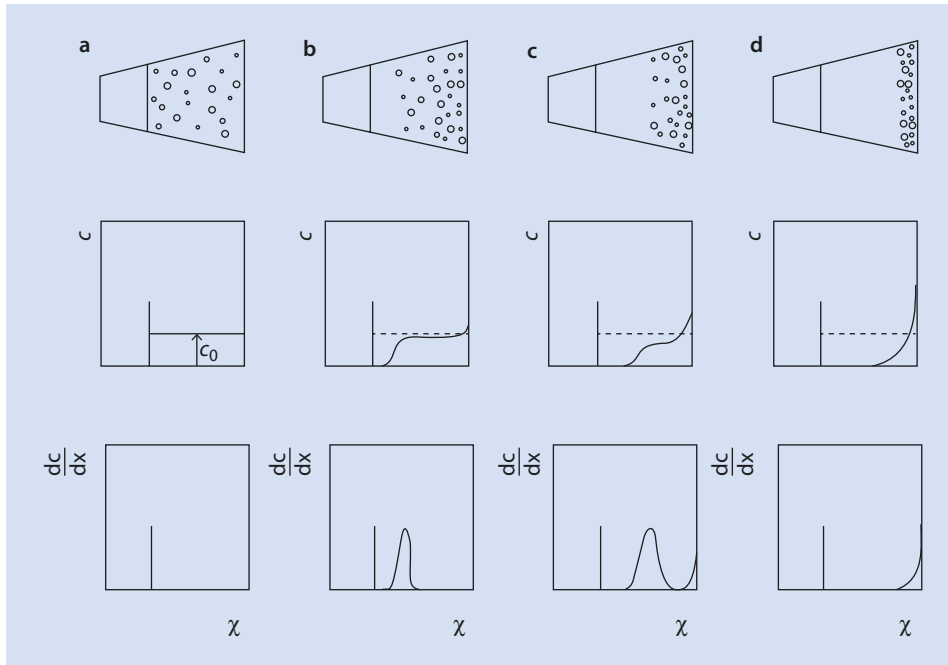 a b c d
c c c c
c₀
dc/dx dc/dx dc/dx dc/dx
χ χ χ χ